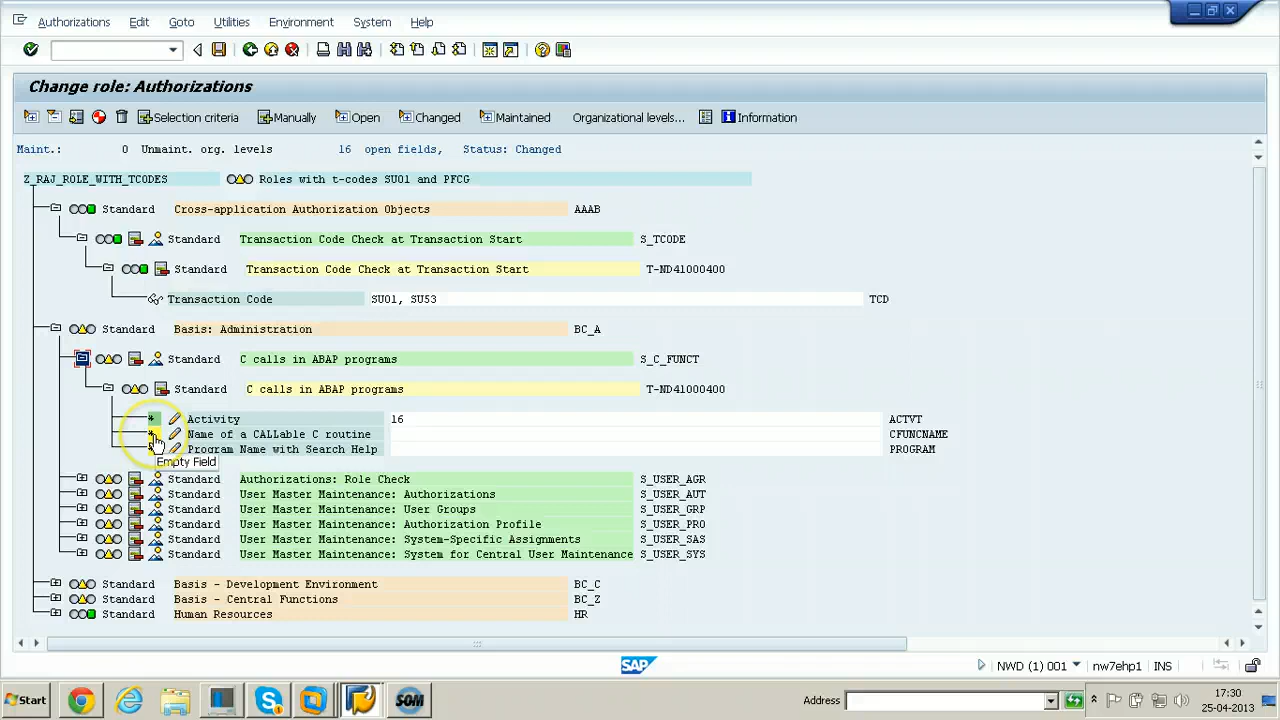 Authorizations Edit Goto Utilities Environment System Help
Change role: Authorizations
Selection criteria Manually Open Changed Maintained Organizational levels... Information
Maint.: 0 Unmaint. org. levels 16 open fields, Status: Changed
Z_RAJ_ROLE_WITH_TCODES Roles with t-codes SU01 and PFCG
Standard Cross-application Authorization Objects AAAB
Standard Transaction Code Check at Transaction Start S_TCODE
Standard Transaction Code Check at Transaction Start T-ND41000400
Transaction Code SU01, SU53 TCD
Standard Basis: Administration BC_A
Standard C calls in ABAP programs S_C_FUNCT
Standard C calls in ABAP programs T-ND41000400
* Activity 16 ACTVT
* Name of a CALLable C routine CFUNCNAME
Program Name with Search Help PROGRAM
Empty Field
Standard Authorizations: Role Check S_USER_AGR
Standard User Master Maintenance: Authorizations S_USER_AUT
Standard User Master Maintenance: User Groups S_USER_GRP
Standard User Master Maintenance: Authorization Profile S_USER_PRO
Standard User Master Maintenance: System-Specific Assignments S_USER_SAS
Standard User Master Maintenance: System for Central User Maintenance S_USER_SYS
Standard Basis - Development Environment BC_C
Standard Basis - Central Functions BC_Z
Standard Human Resources HR
SAP NWD (1) 001 nw7ehp1 INS
Start SOM Address 17:30
25-04-2013